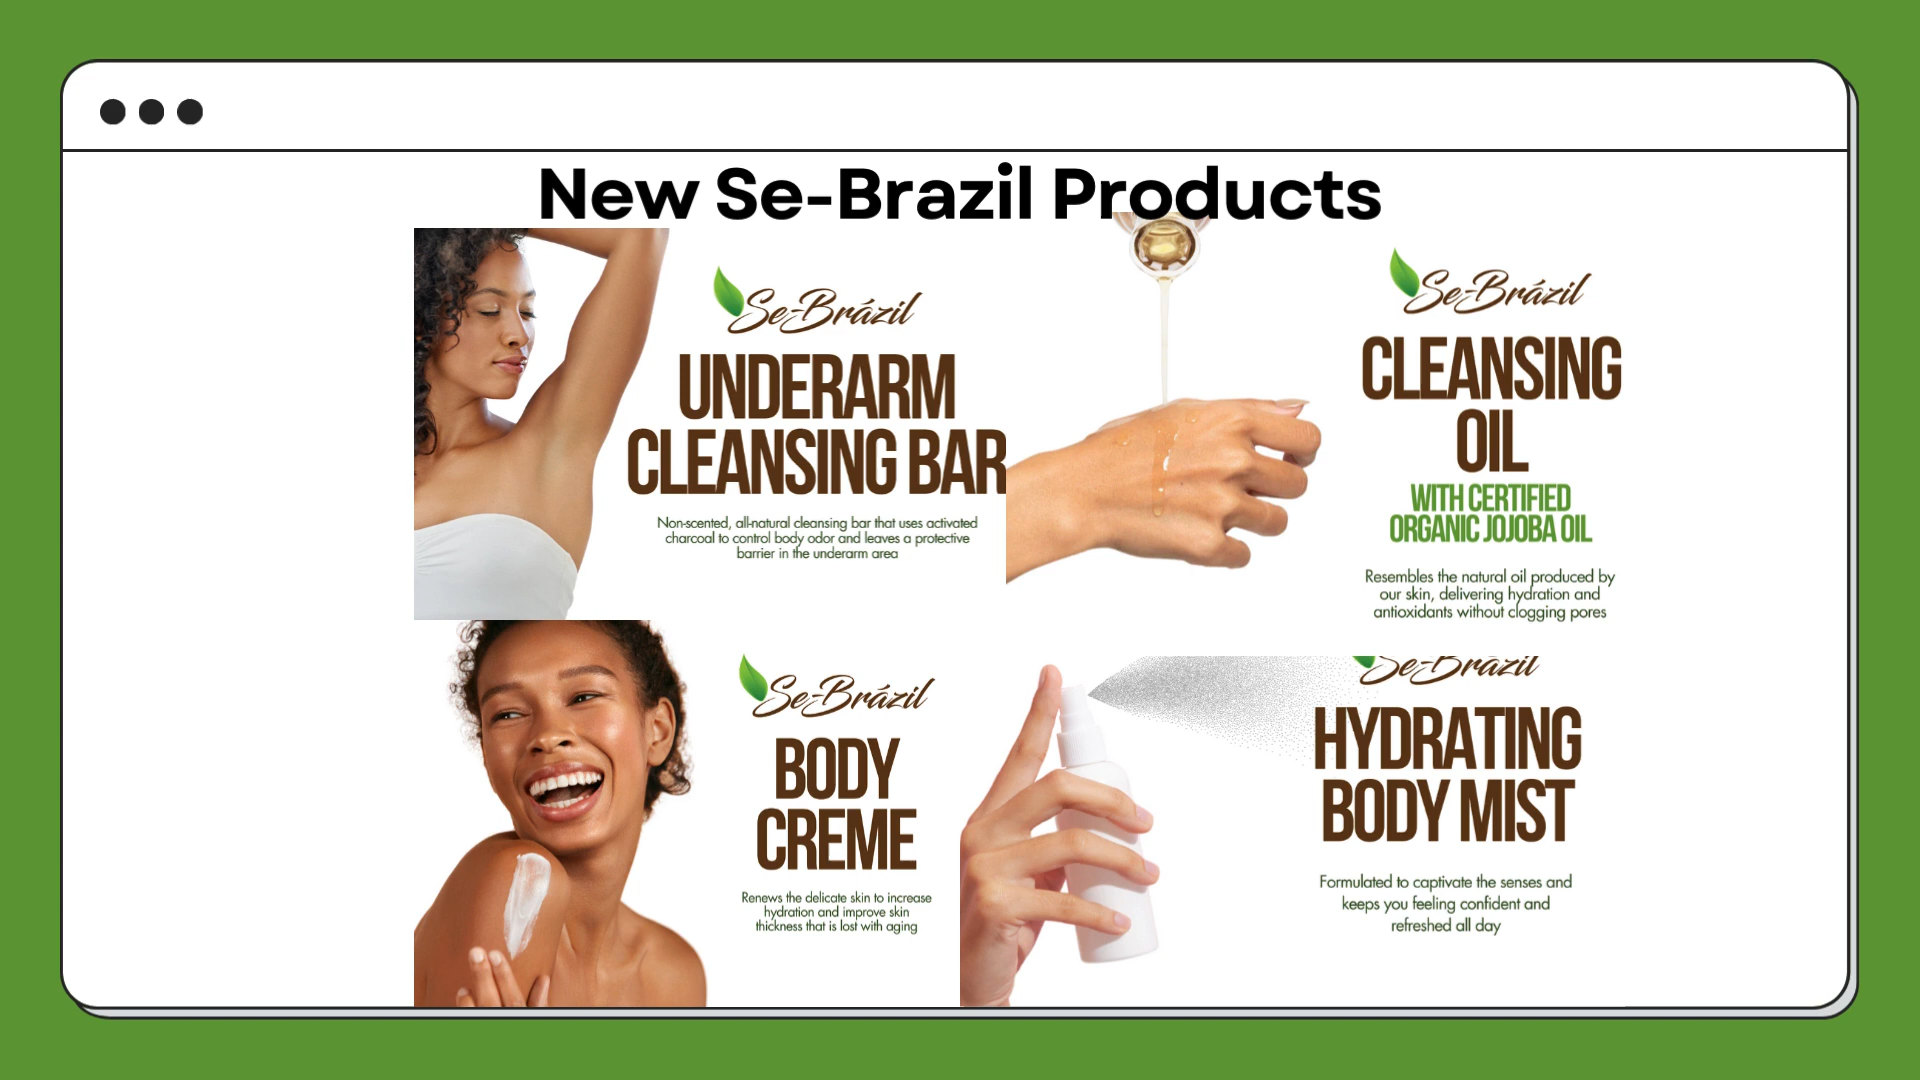 New Se-Brazil Products
Se-Brázil
UNDERARM
CLEANSING BAR
Non-scented, all-natural cleansing bar that uses activated
charcoal to control body odor and leaves a protective
barrier in the underarm area
Se-Brázil
CLEANSING
OIL
WITH CERTIFIED
ORGANIC JOJOBA OIL
Resembles the natural oil produced by
our skin, delivering hydration and
antioxidants without clogging pores
Se-Brázil
BODY
CREME
Renews the delicate skin to increase
hydration and improve skin
thickness that is lost with aging
Se-Brázil
HYDRATING
BODY MIST
Formulated to captivate the senses and
keeps you feeling confident and
refreshed all day